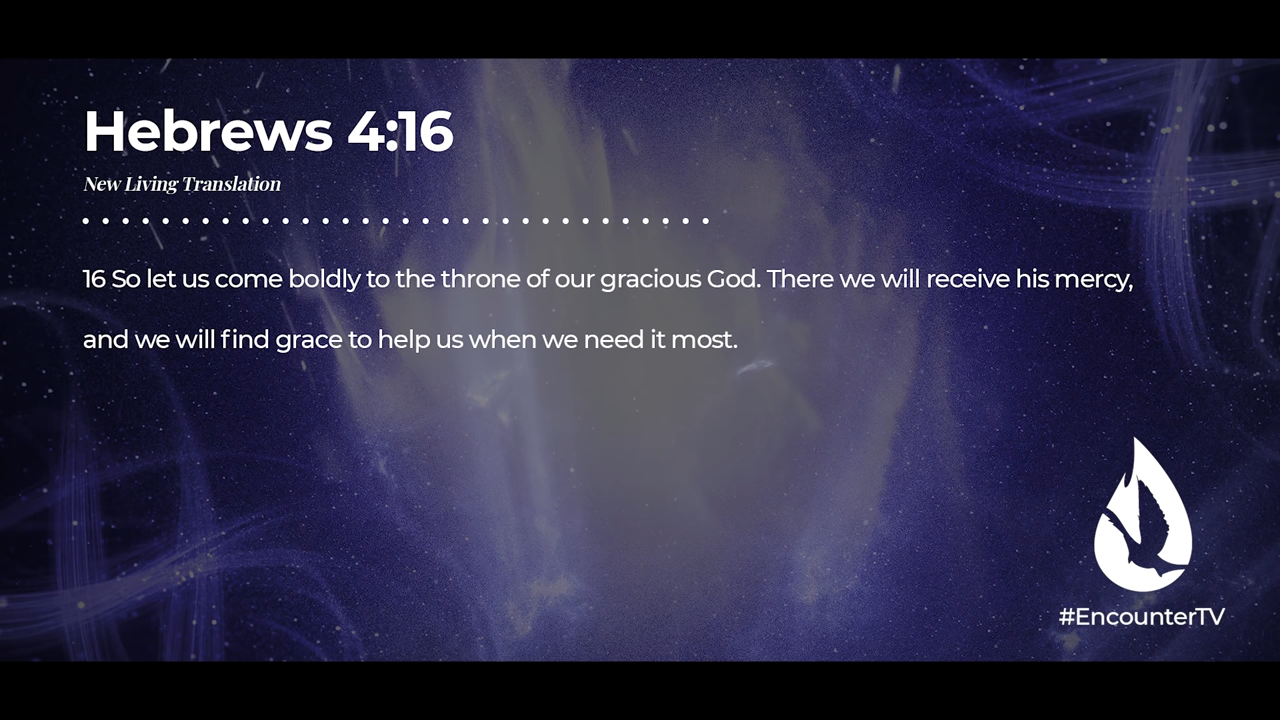 Hebrews 4:16
New Living Translation
16 So let us come boldly to the throne of our gracious God. There we will receive his mercy,
and we will find grace to help us when we need it most.
#EncounterTV